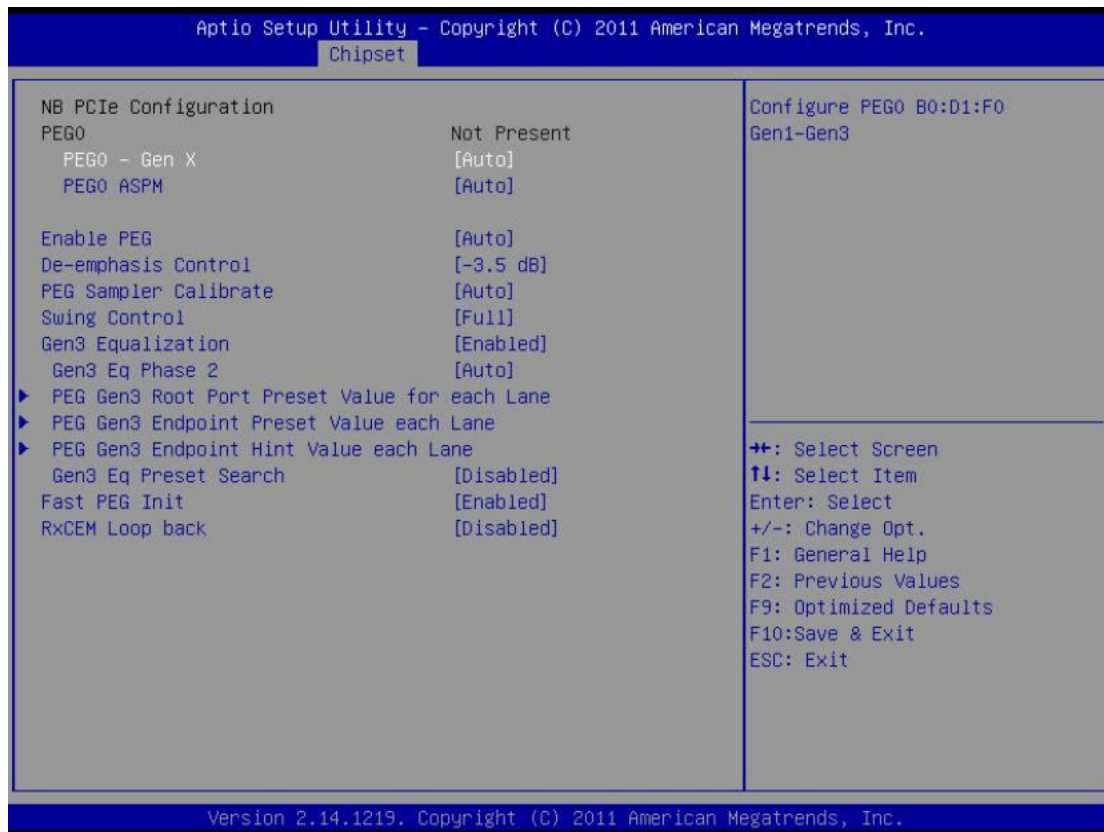 Aptio Setup Utility – Copyright (C) 2011 American Megatrends, Inc.
Chipset
NB PCIe Configuration
PEG0 Not Present
PEG0 – Gen X [Auto]
PEG0 ASPM [Auto]
Enable PEG [Auto]
De-emphasis Control [-3.5 dB]
PEG Sampler Calibrate [Auto]
Swing Control [Full]
Gen3 Equalization [Enabled]
Gen3 Eq Phase 2 [Auto]
PEG Gen3 Root Port Preset Value for each Lane
PEG Gen3 Endpoint Preset Value each Lane
PEG Gen3 Endpoint Hint Value each Lane
Gen3 Eq Preset Search [Disabled]
Fast PEG Init [Enabled]
RxCEM Loop back [Disabled]
Configure PEG0 B0:D1:F0
Gen1-Gen3
→←: Select Screen
↑↓: Select Item
Enter: Select
+/-: Change Opt.
F1: General Help
F2: Previous Values
F9: Optimized Defaults
F10:Save & Exit
ESC: Exit
Version 2.14.1219. Copyright (C) 2011 American Megatrends, Inc.